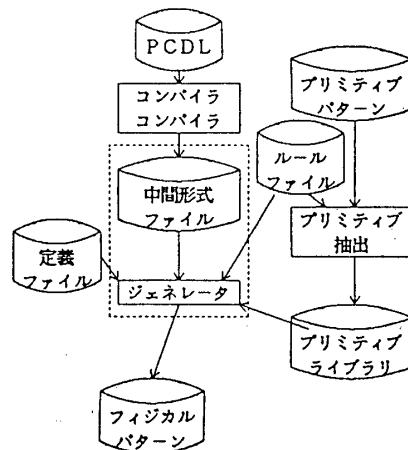 PCDL
コンパイラ
コンパイラ
プリミティブ
パターン
中間形式
ファイル
ルール
ファイル
プリミティブ
抽出
定義
ファイル
ジェネレータ
プリミティブ
ライブラリ
フィジカル
パターン